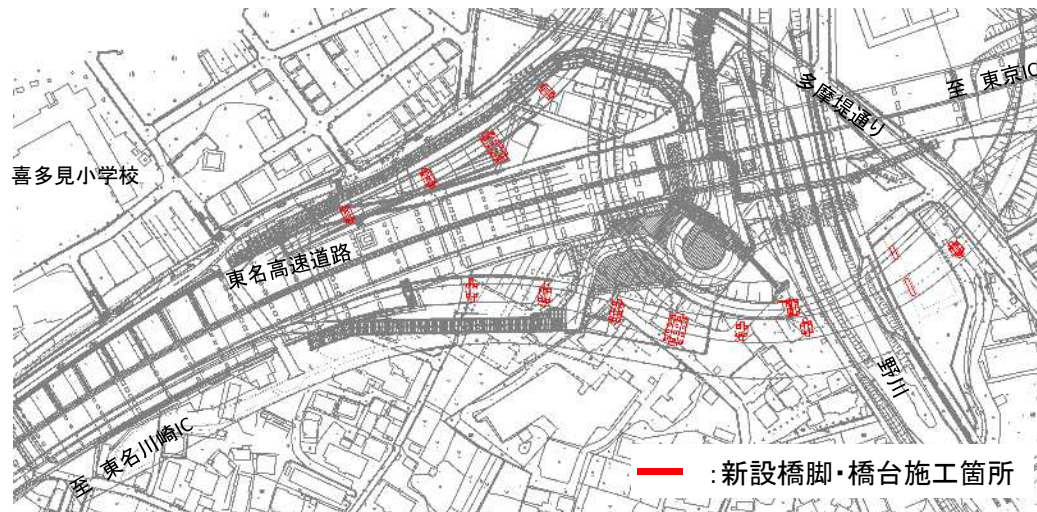 多摩堤通り
至 東京IC
喜多見小学校
東名高速道路
野川
至 東名川崎IC
:新設橋脚・橋台施工箇所